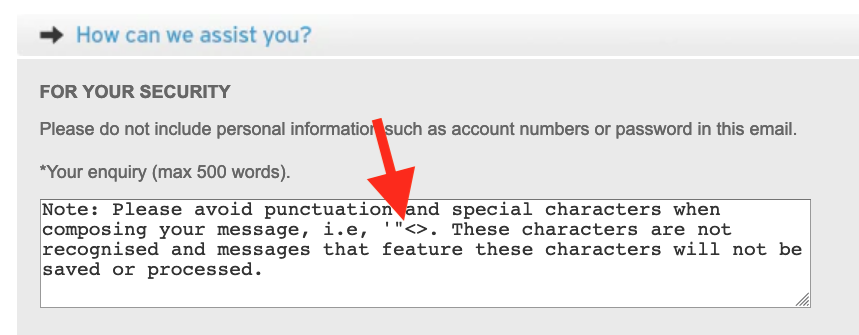 How can we assist you?
FOR YOUR SECURITY
Please do not include personal information such as account numbers or password in this email.
*Your enquiry (max 500 words).
Note: Please avoid punctuation and special characters when
composing your message, i.e, '"<>. These characters are not
recognised and messages that feature these characters will not be
saved or processed.